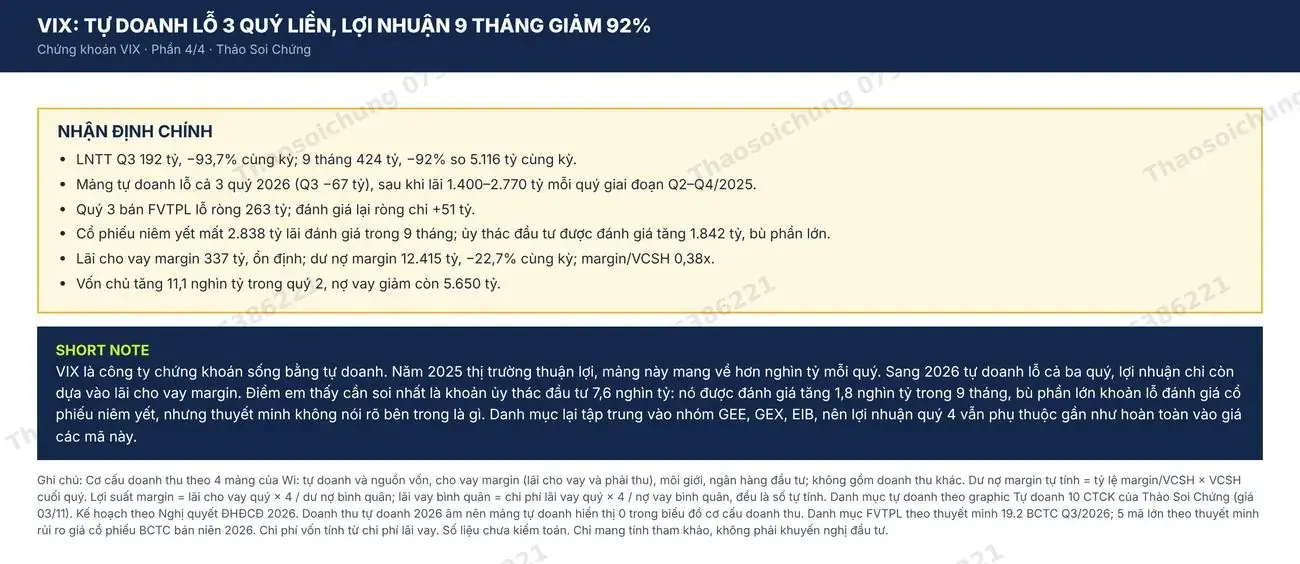 VIX: TỰ DOANH LỖ 3 QUÝ LIỀN, LỢI NHUẬN 9 THÁNG GIẢM 92%
Chứng khoán VIX · Phần 4/4 · Thảo Soi Chứng
NHẬN ĐỊNH CHÍNH
• LNTT Q3 192 tỷ, −93,7% cùng kỳ; 9 tháng 424 tỷ, −92% so 5.116 tỷ cùng kỳ.
• Mảng tự doanh lỗ cả 3 quý 2026 (Q3 −67 tỷ), sau khi lãi 1.400–2.770 tỷ mỗi quý giai đoạn Q2–Q4/2025.
• Quý 3 bán FVTPL lỗ ròng 263 tỷ; đánh giá lại ròng chỉ +51 tỷ.
• Cổ phiếu niêm yết mất 2.838 tỷ lãi đánh giá trong 9 tháng; ủy thác đầu tư được đánh giá tăng 1.842 tỷ, bù phần lớn.
• Lãi cho vay margin 337 tỷ, ổn định; dư nợ margin 12.415 tỷ, −22,7% cùng kỳ; margin/VCSH 0,38x.
• Vốn chủ tăng 11,1 nghìn tỷ trong quý 2, nợ vay giảm còn 5.650 tỷ.
SHORT NOTE
VIX là công ty chứng khoán sống bằng tự doanh. Năm 2025 thị trường thuận lợi, mảng này mang về hơn nghìn tỷ mỗi quý. Sang 2026 tự doanh lỗ cả ba quý, lợi nhuận chỉ còn
dựa vào lãi cho vay margin. Điểm em thấy cần soi nhất là khoản ủy thác đầu tư 7,6 nghìn tỷ: nó được đánh giá tăng 1,8 nghìn tỷ trong 9 tháng, bù phần lớn khoản lỗ đánh giá cổ
phiếu niêm yết, nhưng thuyết minh không nói rõ bên trong là gì. Danh mục lại tập trung vào nhóm GEE, GEX, EIB, nên lợi nhuận quý 4 vẫn phụ thuộc gần như hoàn toàn vào giá
các mã này.
Ghi chú: Cơ cấu doanh thu theo 4 mảng của Wi: tự doanh và nguồn vốn, cho vay margin (lãi cho vay và phải thu), môi giới, ngân hàng đầu tư; không gồm doanh thu khác. Dư nợ margin tự tính = tỷ lệ margin/VCSH × VCSH
cuối quý. Lợi suất margin = lãi cho vay quý × 4 / dư nợ bình quân; lãi vay bình quân = chi phí lãi vay quý × 4 / nợ vay bình quân, đều là số tự tính. Danh mục tự doanh theo graphic Tự doanh 10 CTCK của Thảo Soi Chứng (giá
03/11). Kế hoạch theo Nghị quyết ĐHĐCĐ 2026. Doanh thu tự doanh 2026 âm nên mảng tự doanh hiển thị 0 trong biểu đồ cơ cấu doanh thu. Danh mục FVTPL theo thuyết minh 19.2 BCTC Q3/2026; 5 mã lớn theo thuyết minh
rủi ro giá cổ phiếu BCTC bán niên 2026. Chi phí vốn tính từ chi phí lãi vay. Số liệu chưa kiểm toán. Chỉ mang tính tham khảo, không phải khuyến nghị đầu tư.